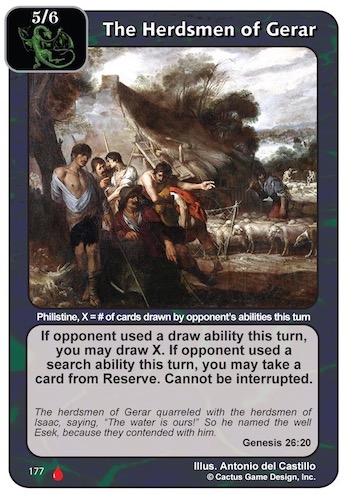 5/6
The Herdsmen of Gerar
Philistine, X = # of cards drawn by opponent's abilities this turn
If opponent used a draw ability this turn,
you may draw X. If opponent used a
search ability this turn, you may take a
card from Reserve. Cannot be interrupted.
The herdsmen of Gerar quarreled with the herdsmen of
Isaac, saying, "The water is ours!" So he named the well
Esek, because they contended with him.
Genesis 26:20
177
Illus. Antonio del Castillo
© Cactus Game Design, Inc.